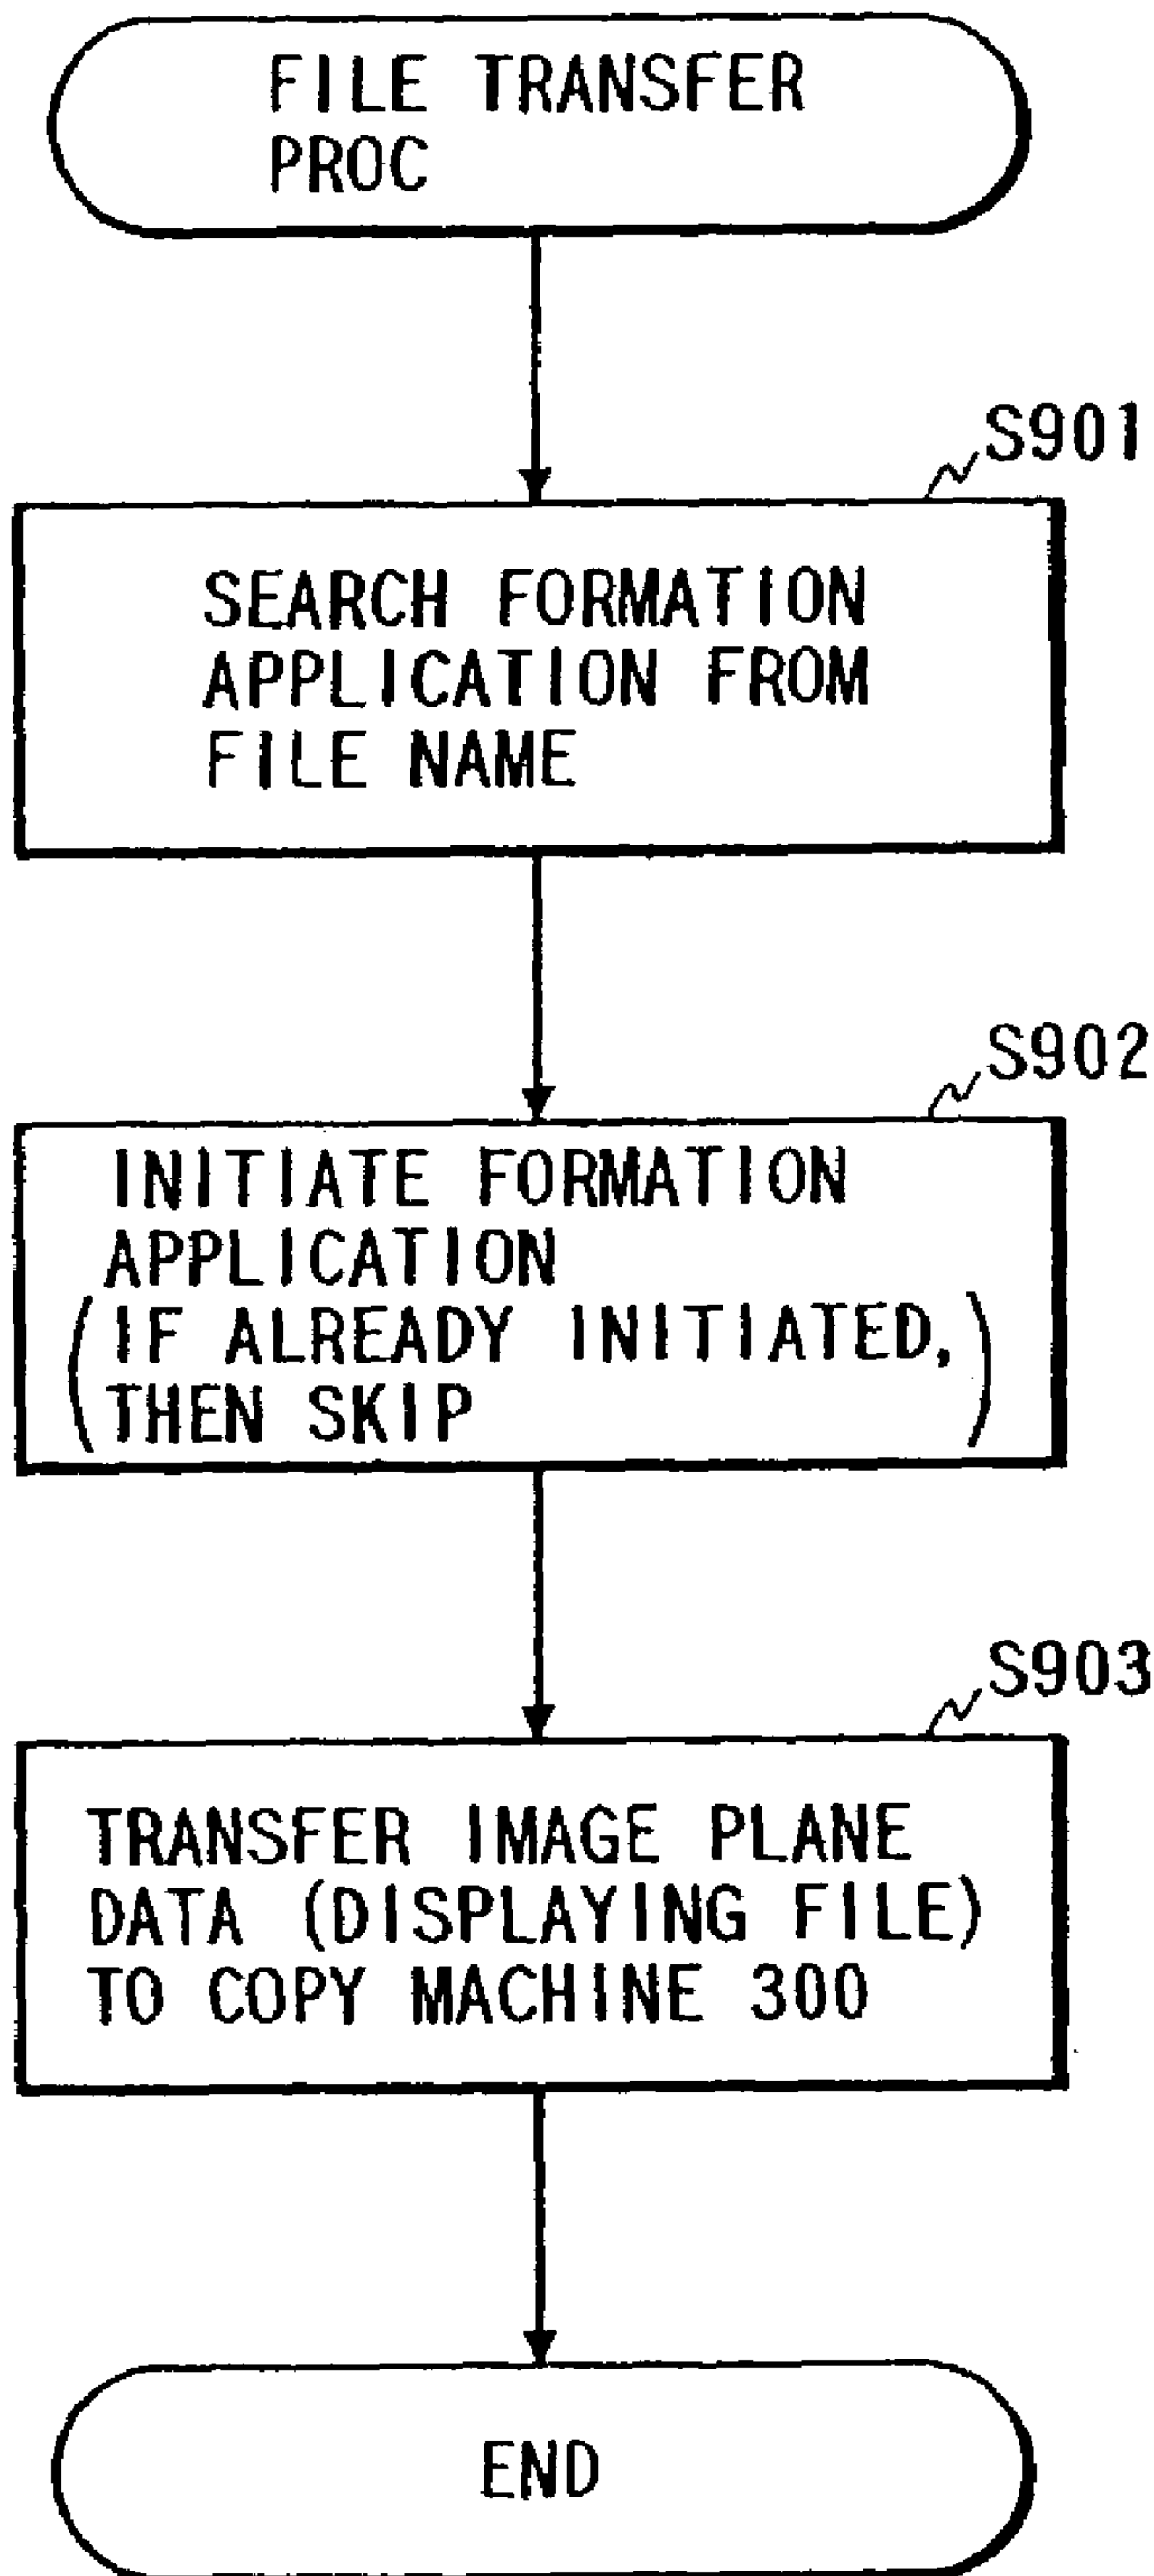 FILE TRANSFER
PROC
S901
SEARCH FORMATION
APPLICATION FROM
FILE NAME
S902
INITIATE FORMATION
APPLICATION
(IF ALREADY INITIATED,
THEN SKIP)
S903
TRANSFER IMAGE PLANE
DATA (DISPLAYING FILE)
TO COPY MACHINE 300
END